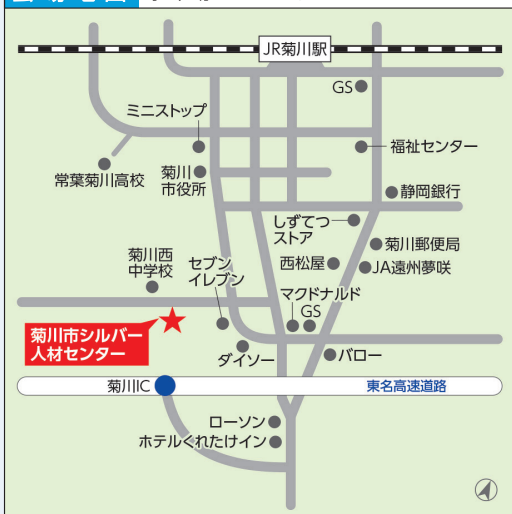 JR菊川駅
GS
ミニストップ
福祉センター
常葉菊川高校
菊川
市役所
静岡銀行
しずてつ
ストア
菊川郵便局
菊川西
中学校
セブン
イレブン
西松屋
JA遠州夢咲
マクドナルド
GS
菊川市シルバー
人材センター
ダイソー
バロー
菊川IC
東名高速道路
ローソン
ホテルくれたけイン